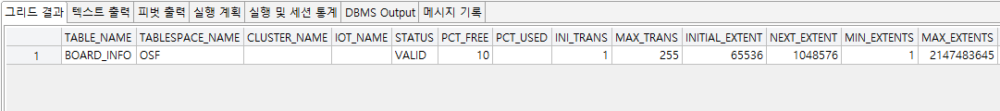 그리드 결과 텍스트 출력 피벗 출력 실행 계획 실행 및 세션 통계 DBMS Output 메시지 기록
TABLE_NAME TABLESPACE_NAME CLUSTER_NAME IOT_NAME STATUS PCT_FREE PCT_USED INI_TRANS MAX_TRANS INITIAL_EXTENT NEXT_EXTENT MIN_EXTENTS MAX_EXTENTS
1 BOARD_INFO OSF VALID 10 1 255 65536 1048576 1 2147483645